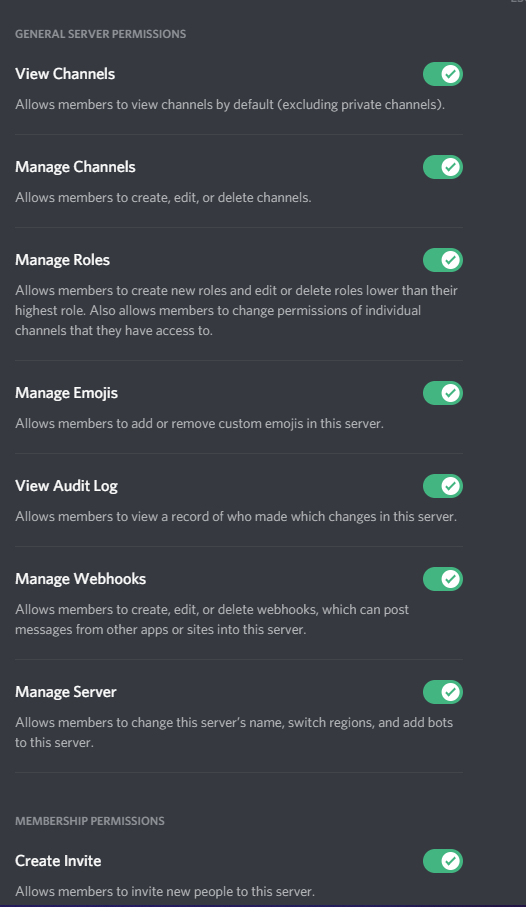 GENERAL SERVER PERMISSIONS
View Channels
Allows members to view channels by default (excluding private channels).
Manage Channels
Allows members to create, edit, or delete channels.
Manage Roles
Allows members to create new roles and edit or delete roles lower than their
highest role. Also allows members to change permissions of individual
channels that they have access to.
Manage Emojis
Allows members to add or remove custom emojis in this server.
View Audit Log
Allows members to view a record of who made which changes in this server.
Manage Webhooks
Allows members to create, edit, or delete webhooks, which can post
messages from other apps or sites into this server.
Manage Server
Allows members to change this server's name, switch regions, and add bots
to this server.
MEMBERSHIP PERMISSIONS
Create Invite
Allows members to invite new people to this server.